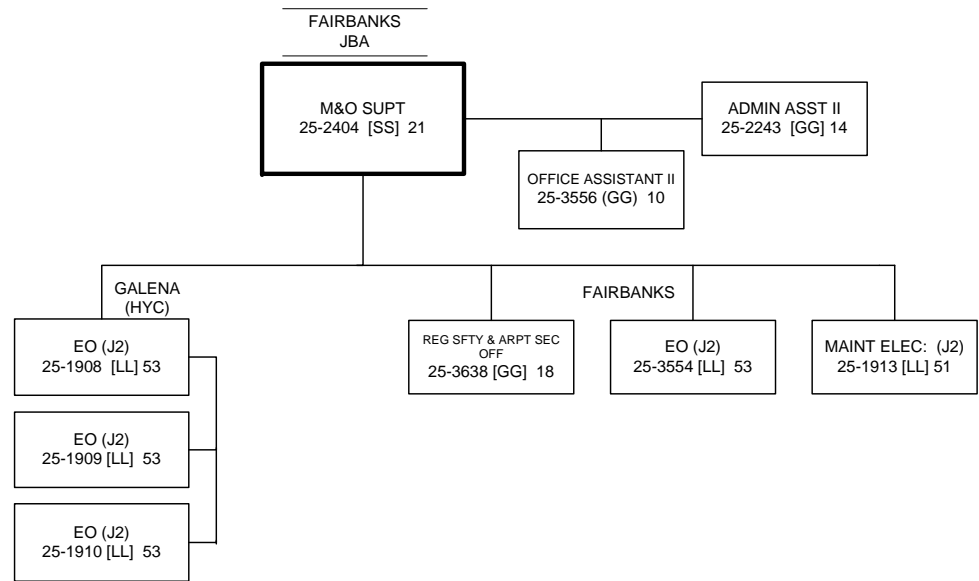 FAIRBANKS
JBA
M&O SUPT
25-2404 [SS] 21
ADMIN ASST II
25-2243 [GG] 14
OFFICE ASSISTANT II
25-3556 (GG) 10
GALENA
(HYC)
FAIRBANKS
EO (J2)
25-1908 [LL] 53
REG SFTY & ARPT SEC
OFF
25-3638 [GG] 18
EO (J2)
25-3554 [LL] 53
MAINT ELEC: (J2)
25-1913 [LL] 51
EO (J2)
25-1909 [LL] 53
EO (J2)
25-1910 [LL] 53